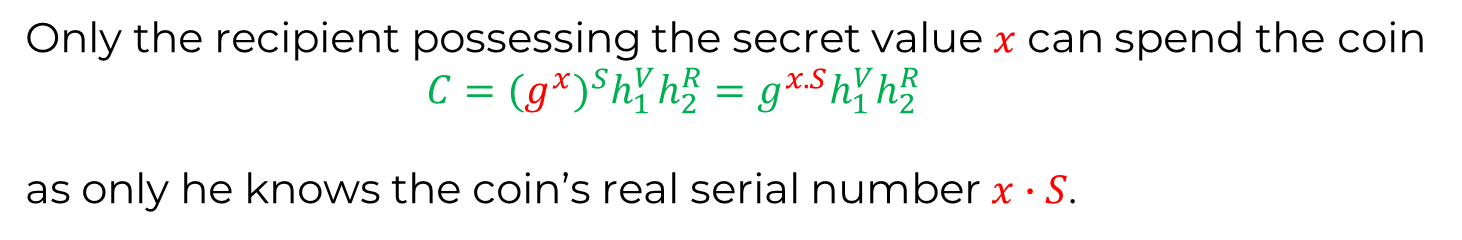 Only the recipient possessing the secret value x can spend the coin
C = (g^x)^S h_1^V h_2^R = g^{x.S} h_1^V h_2^R
as only he knows the coin’s real serial number x · S.